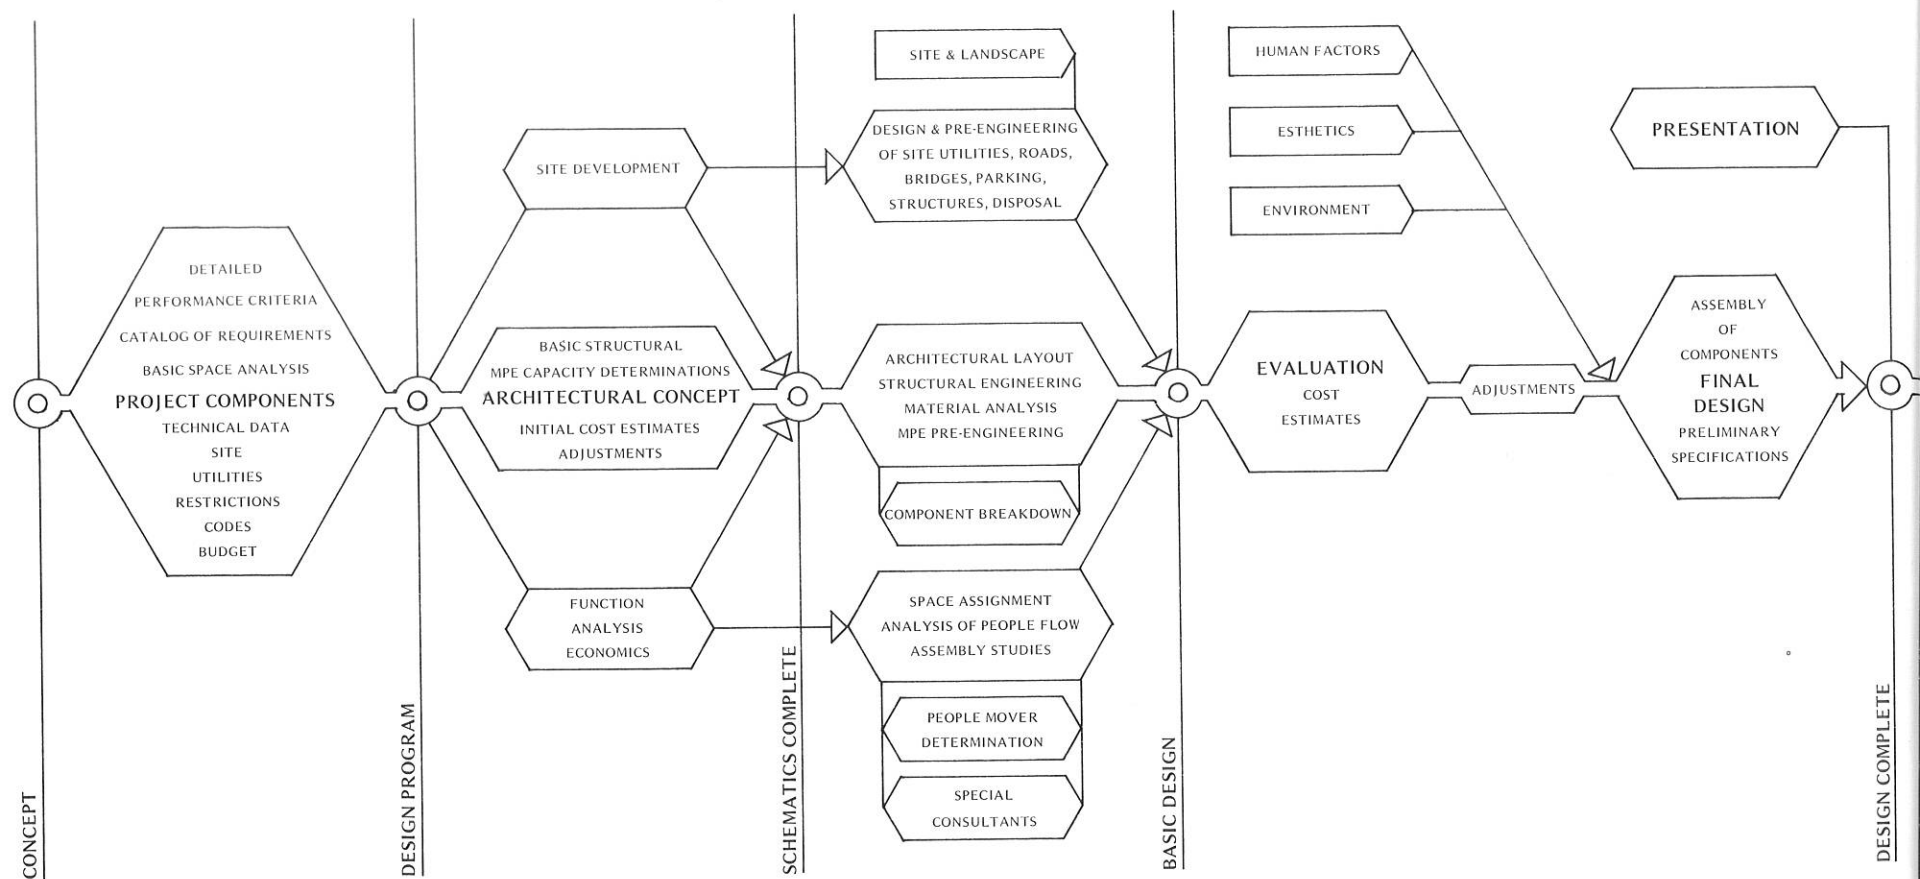 CONCEPT
DETAILED
PERFORMANCE CRITERIA
CATALOG OF REQUIREMENTS
BASIC SPACE ANALYSIS
PROJECT COMPONENTS
TECHNICAL DATA
SITE
UTILITIES
RESTRICTIONS
CODES
BUDGET
DESIGN PROGRAM
SITE DEVELOPMENT
BASIC STRUCTURAL
MPE CAPACITY DETERMINATIONS
ARCHITECTURAL CONCEPT
INITIAL COST ESTIMATES
ADJUSTMENTS
FUNCTION
ANALYSIS
ECONOMICS
SCHEMATICS COMPLETE
SITE & LANDSCAPE
DESIGN & PRE-ENGINEERING
OF SITE UTILITIES, ROADS,
BRIDGES, PARKING,
STRUCTURES, DISPOSAL
ARCHITECTURAL LAYOUT
STRUCTURAL ENGINEERING
MATERIAL ANALYSIS
MPE PRE-ENGINEERING
COMPONENT BREAKDOWN
SPACE ASSIGNMENT
ANALYSIS OF PEOPLE FLOW
ASSEMBLY STUDIES
PEOPLE MOVER
DETERMINATION
SPECIAL
CONSULTANTS
BASIC DESIGN
HUMAN FACTORS
ESTHETICS
ENVIRONMENT
EVALUATION
COST
ESTIMATES
ADJUSTMENTS
PRESENTATION
ASSEMBLY
OF
COMPONENTS
FINAL
DESIGN
PRELIMINARY
SPECIFICATIONS
DESIGN COMPLETE